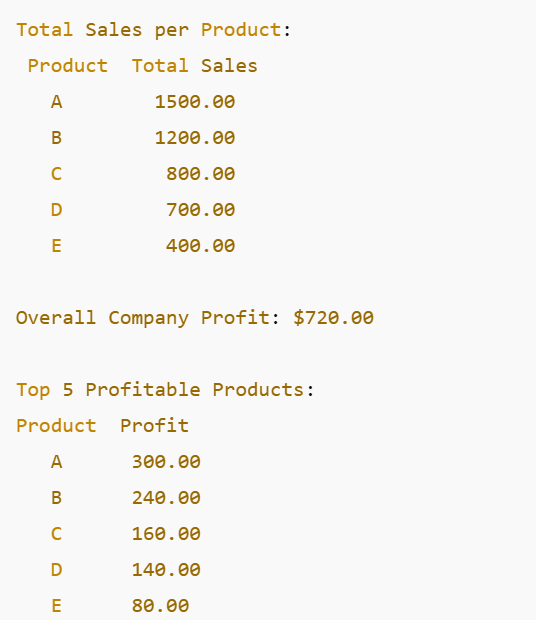 Total Sales per Product:
Product Total Sales
A 1500.00
B 1200.00
C 800.00
D 700.00
E 400.00
Overall Company Profit: $720.00
Top 5 Profitable Products:
Product Profit
A 300.00
B 240.00
C 160.00
D 140.00
E 80.00